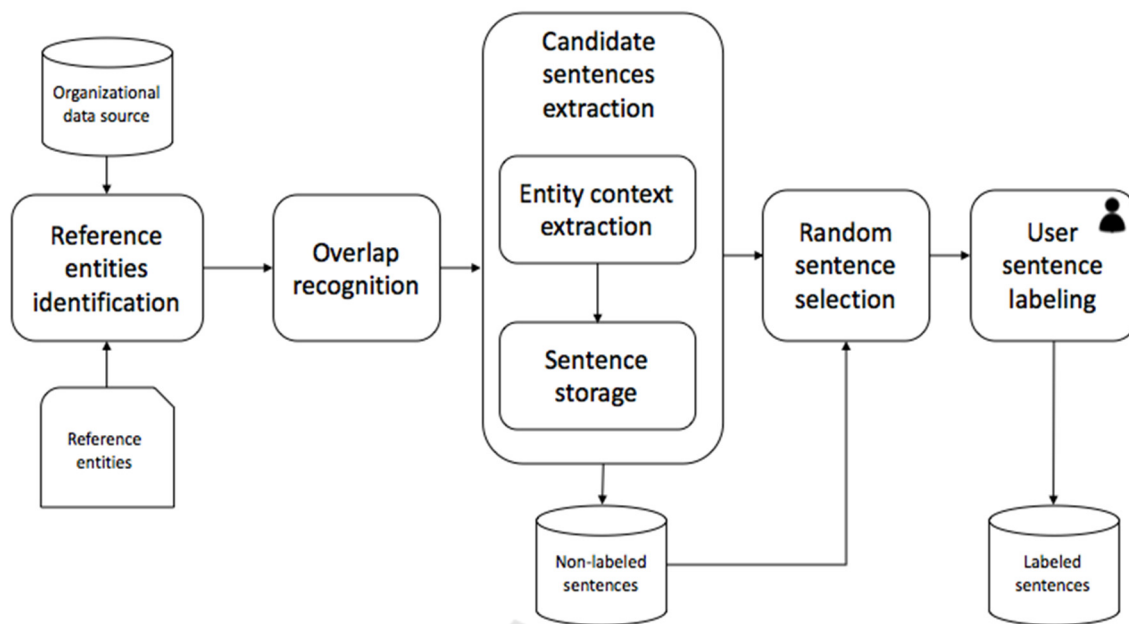 Organizational
data source
Reference
entities
identification
Reference
entities
Overlap
recognition
Candidate
sentences
extraction
Entity context
extraction
Sentence
storage
Non-labeled
sentences
Random
sentence
selection
User
sentence
labeling
Labeled
sentences